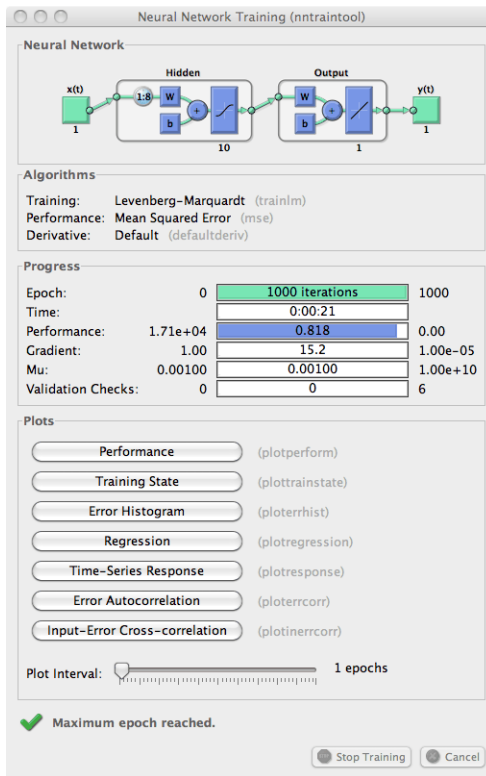 Neural Network Training (nntraintool)
Neural Network
Hidden
Output
x(t)
1:8
W
b
+
W
b
+
y(t)
1
10
1
1
Algorithms
Training: Levenberg-Marquardt (trainlm)
Performance: Mean Squared Error (mse)
Derivative: Default (defaultderiv)
Progress
Epoch: 0 1000 iterations 1000
Time: 0:00:21
Performance: 1.71e+04 0.818 0.00
Gradient: 1.00 15.2 1.00e-05
Mu: 0.00100 0.00100 1.00e+10
Validation Checks: 0 0 6
Plots
Performance (plotperform)
Training State (plottrainstate)
Error Histogram (ploterrhist)
Regression (plotregression)
Time-Series Response (plotresponse)
Error Autocorrelation (ploterrcorr)
Input-Error Cross-correlation (plotinerrcorr)
Plot Interval: 1 epochs
Maximum epoch reached.
Stop Training Cancel